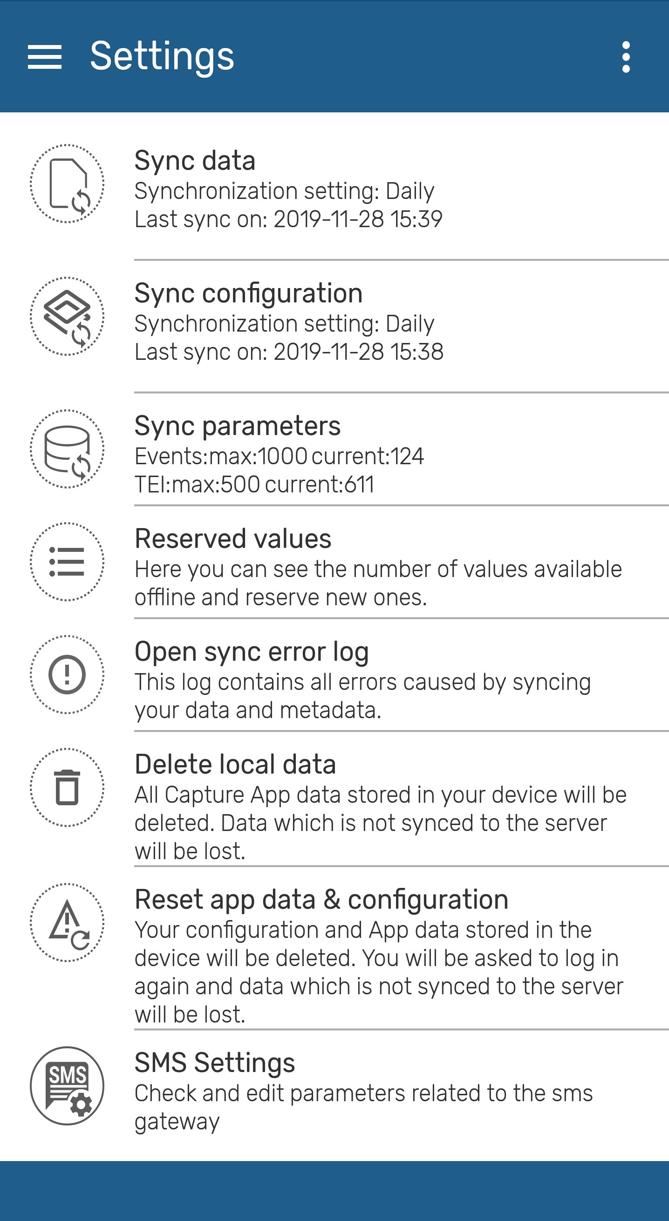 Settings
Sync data
Synchronization setting: Daily
Last sync on: 2019-11-28 15:39
Sync configuration
Synchronization setting: Daily
Last sync on: 2019-11-28 15:38
Sync parameters
Events:max:1000 current:124
TEI:max:500 current:611
Reserved values
Here you can see the number of values available
offline and reserve new ones.
Open sync error log
This log contains all errors caused by syncing
your data and metadata.
Delete local data
All Capture App data stored in your device will be
deleted. Data which is not synced to the server
will be lost.
Reset app data & configuration
Your configuration and App data stored in the
device will be deleted. You will be asked to log in
again and data which is not synced to the server
will be lost.
SMS
SMS Settings
Check and edit parameters related to the sms
gateway